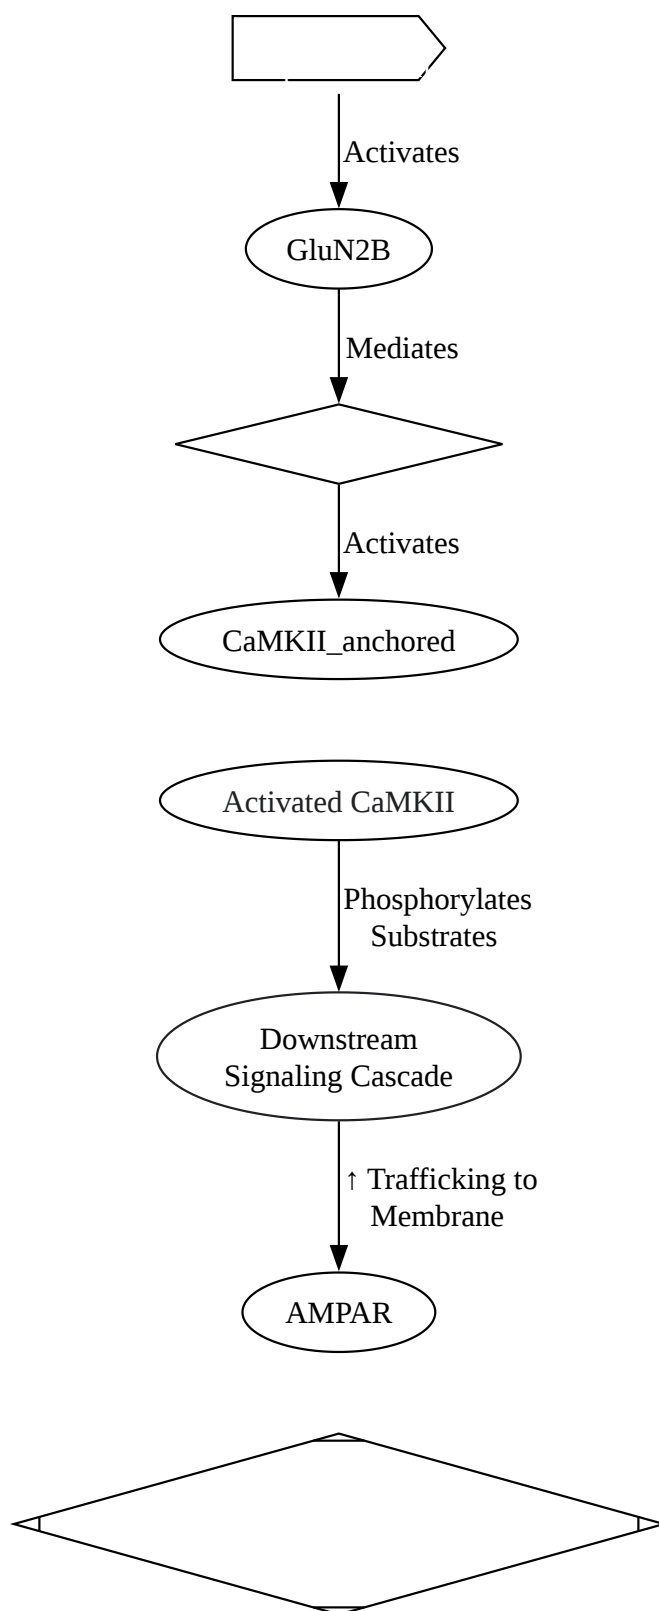 Activates
GluN2B
Mediates
Activates
CaMKII_anchored
Activated CaMKII
Phosphorylates
Substrates
Downstream
Signaling Cascade
↑ Trafficking to
Membrane
AMPAR